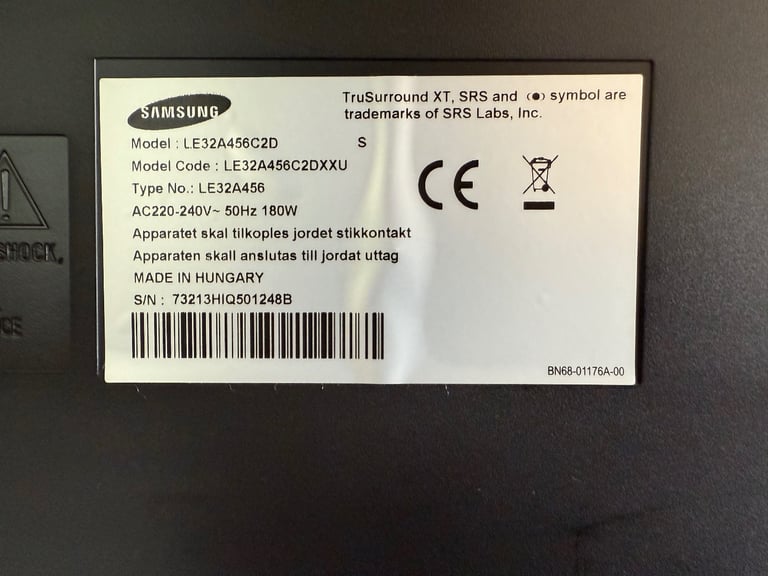 TruSurround XT, SRS and (●) symbol are
trademarks of SRS Labs, Inc.
SAMSUNG
Model : LE32A456C2D S
Model Code : LE32A456C2DXXU
Type No.: LE32A456
AC220-240V~ 50Hz 180W
Apparatet skal tilkoples jordet stikkontakt
Apparaten skall anslutas till jordat uttag
MADE IN HUNGARY
S/N : 73213HIQ501248B
CE
BN68-01176A-00
SHOCK.